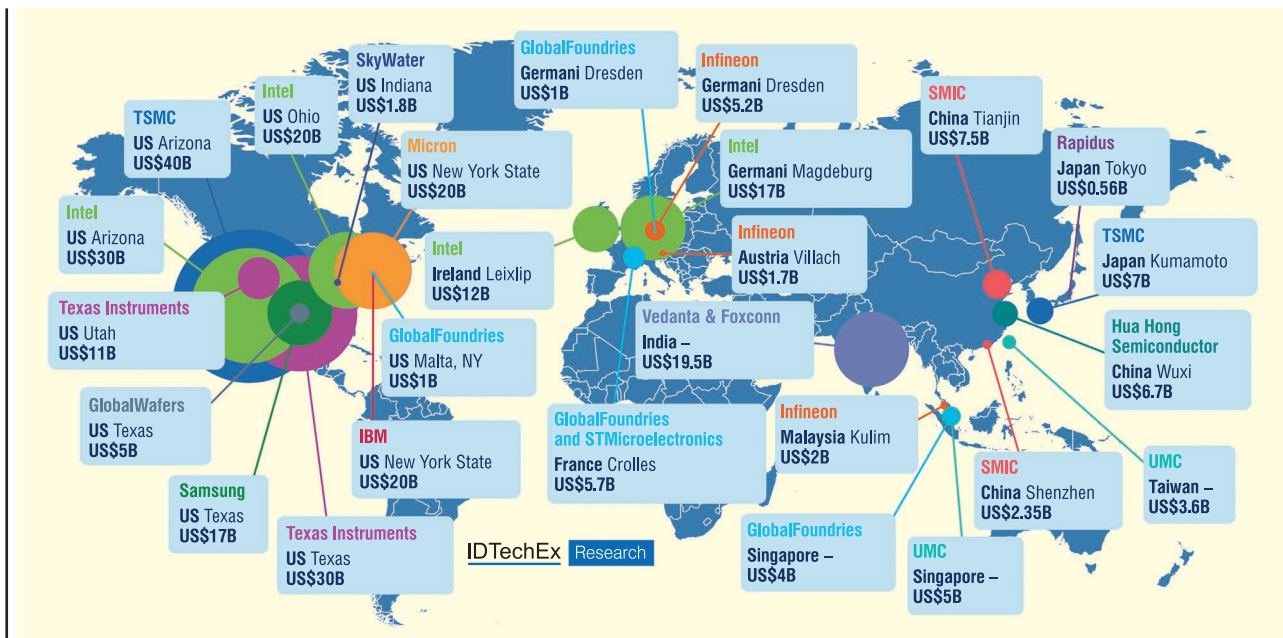 SkyWater
US Indiana
US$1.8B
GlobalFoundries
Germani Dresden
US$1B
Infineon
Germani Dresden
US$5.2B
Intel
US Ohio
US$20B
SMIC
China Tianjin
US$7.5B
TSMC
US Arizona
US$40B
Micron
US New York State
US$20B
Intel
Germani Magdeburg
US$17B
Rapidus
Japan Tokyo
US$0.56B
Intel
US Arizona
US$30B
Intel
Ireland Leixlip
US$12B
Infineon
Austria Villach
US$1.7B
TSMC
Japan Kumamoto
US$7B
Texas Instruments
US Utah
US$11B
GlobalFoundries
US Malta, NY
US$1B
Vedanta & Foxconn
India –
US$19.5B
Hua Hong
Semiconductor
China Wuxi
US$6.7B
GlobalWafers
US Texas
US$5B
IBM
US New York State
US$20B
GlobalFoundries
and STMicroelectronics
France Crolles
US$5.7B
Infineon
Malaysia Kulim
US$2B
SMIC
China Shenzhen
US$2.35B
UMC
Taiwan –
US$3.6B
Samsung
US Texas
US$17B
Texas Instruments
US Texas
US$30B
IDTechEx Research
GlobalFoundries
Singapore –
US$4B
UMC
Singapore –
US$5B